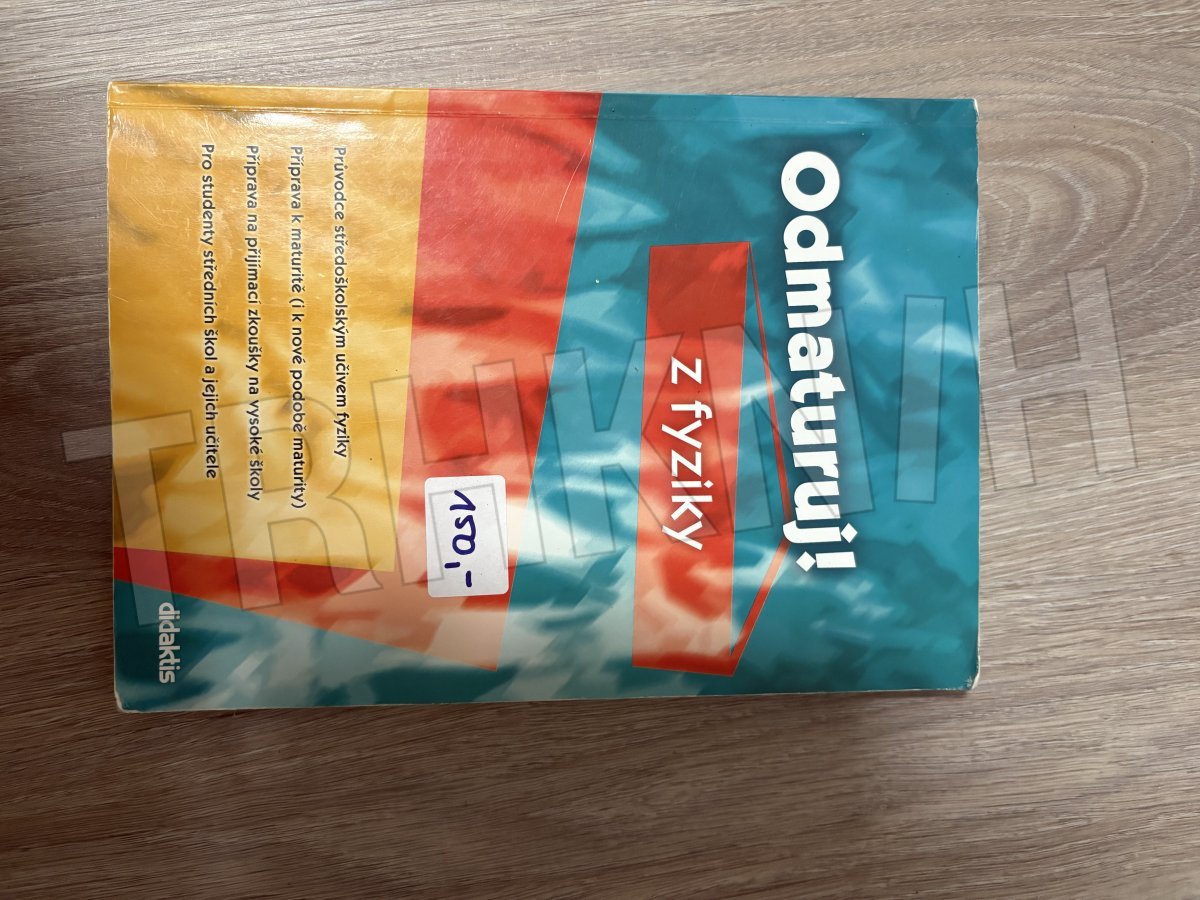 odmaturuj!
z fyziky
150,-
Průvodce středoškolským učivem fyziky
Příprava k maturitě (i k nové podobě maturity)
Příprava na přijímací zkoušky na vysoké školy
Pro studenty středních škol a jejich učitele
didaktis
TRHKNIH